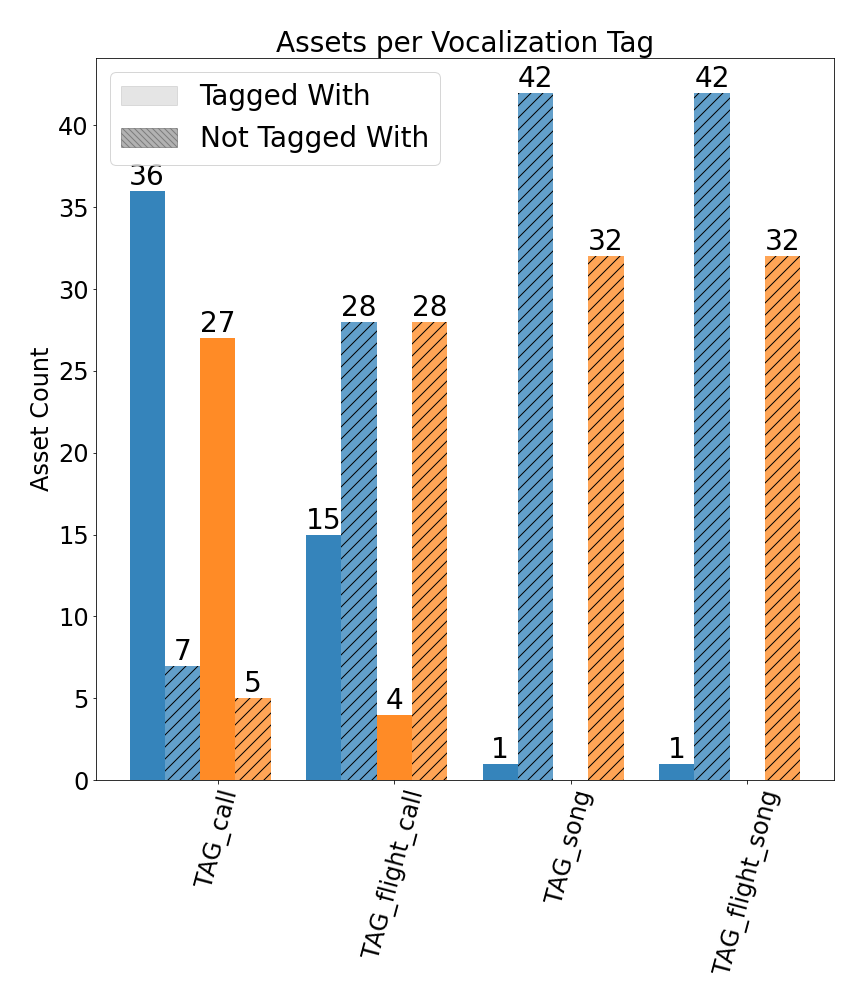 Assets per Vocalization Tag
Tagged With
Not Tagged With
Asset Count
40
35
30
25
20
15
10
5
0
36
7
27
5
15
28
4
28
1
42
32
1
42
32
TAG_call
TAG_flight_call
TAG_song
TAG_flight_song